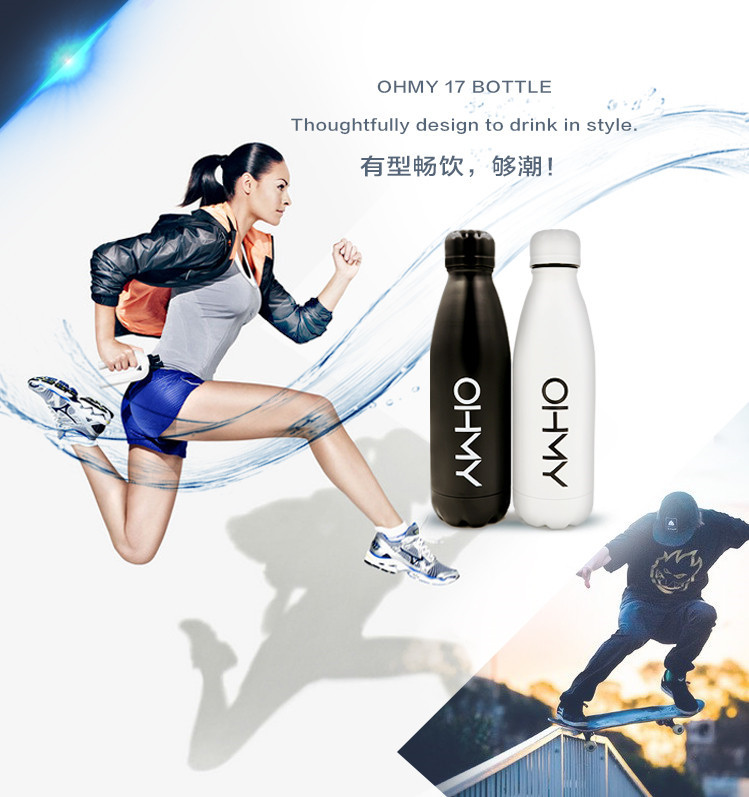 OHMY 17 BOTTLE
Thoughtfully design to drink in style.
有型畅饮，够潮！
OHMY
OHMY